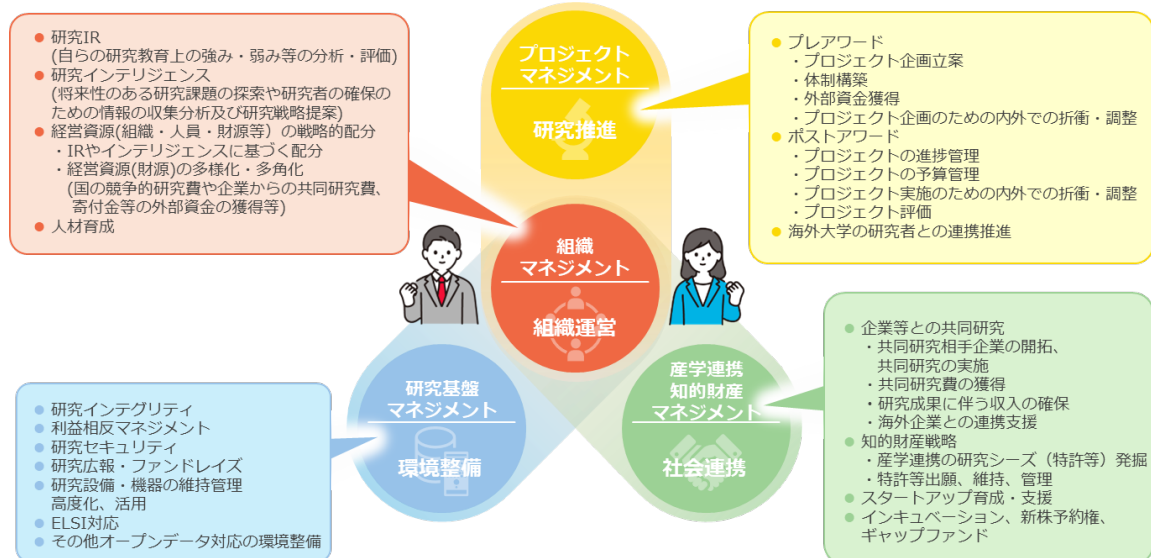 ● 研究IR
(自らの研究教育上の強み・弱み等の分析・評価)
● 研究インテリジェンス
(将来性のある研究課題の探索や研究者の確保の
ための情報の収集分析及び研究戦略提案)
● 経営資源(組織・人員・財源等）の戦略的配分
・IRやインテリジェンスに基づく配分
・経営資源(財源)の多様化・多角化
(国の競争的研究費や企業からの共同研究費、
寄付金等の外部資金の獲得等)
● 人材育成
プロジェクト
マネジメント
研究推進
● プレアワード
・プロジェクト企画立案
・体制構築
・外部資金獲得
・プロジェクト企画のための内外での折衝・調整
● ポストアワード
・プロジェクトの進捗管理
・プロジェクトの予算管理
・プロジェクト実施のための内外での折衝・調整
・プロジェクト評価
● 海外大学の研究者との連携推進
組織
マネジメント
組織運営
研究基盤
マネジメント
環境整備
● 研究インテグリティ
● 利益相反マネジメント
● 研究セキュリティ
● 研究広報・ファンドレイズ
● 研究設備・機器の維持管理
高度化、活用
● ELSI対応
● その他オープンデータ対応の環境整備
産学連携
知的財産
マネジメント
社会連携
● 企業等との共同研究
・共同研究相手企業の開拓、
共同研究の実施
・共同研究費の獲得
・研究成果に伴う収入の確保
・海外企業との連携支援
● 知的財産戦略
・産学連携の研究シーズ（特許等）発掘
・特許等出願、維持、管理
● スタートアップ育成・支援
● インキュベーション、新株予約権、
ギャップファンド